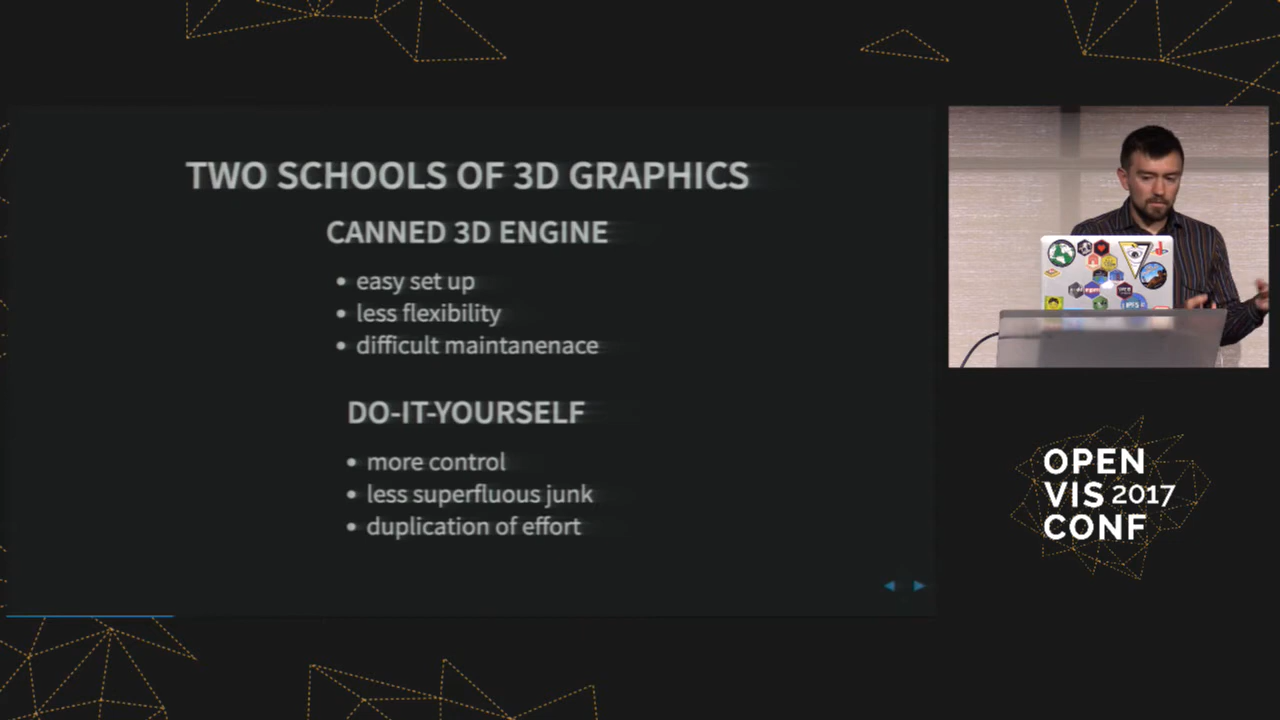 TWO SCHOOLS OF 3D GRAPHICS
CANNED 3D ENGINE
• easy set up
• less flexibility
• difficult maintanenace
DO-IT-YOURSELF
• more control
• less superfluous junk
• duplication of effort
OPEN
VIS 2017
CONF